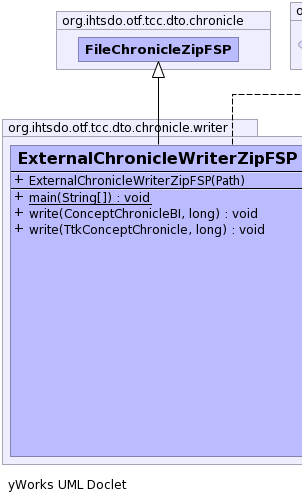 org.ihtsdo.otf.tcc.dto.chronicle
FileChronicleZipFSP
org.ihtsdo.otf.tcc.dto.chronicle.writer
ExternalChronicleWriterZipFSP
+ ExternalChronicleWriterZipFSP(Path)
+ main(String[]) : void
+ write(ConceptChronicleBI, long) : void
+ write(TtkConceptChronicle, long) : void
yWorks UML Doclet